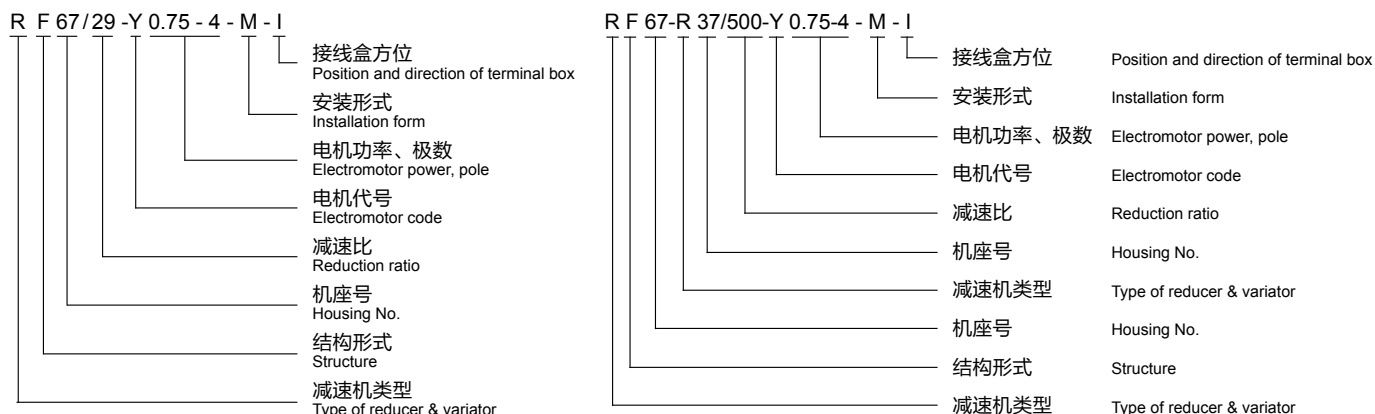 R F 67/29 -Y 0.75 - 4 - M - I
接线盒方位
Position and direction of terminal box
安装形式
Installation form
电机功率、极数
Electromotor power, pole
电机代号
Electromotor code
减速比
Reduction ratio
机座号
Housing No.
结构形式
Structure
减速机类型
Type of reducer & variator
R F 67-R 37/500-Y 0.75-4 - M - I
接线盒方位 Position and direction of terminal box
安装形式 Installation form
电机功率、极数 Electromotor power, pole
电机代号 Electromotor code
减速比 Reduction ratio
机座号 Housing No.
减速机类型 Type of reducer & variator
机座号 Housing No.
结构形式 Structure
减速机类型 Type of reducer & variator